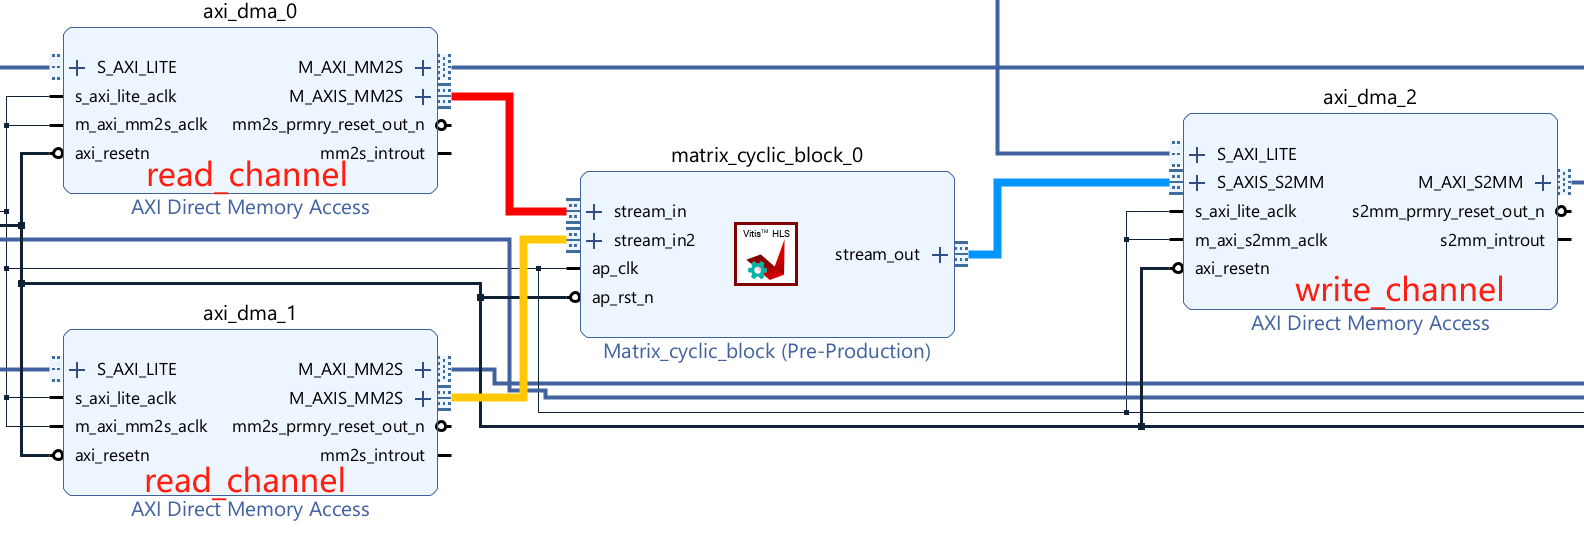 axi_dma_0
S_AXI_LITE
M_AXI_MM2S
s_axi_lite_aclk
M_AXIS_MM2S
m_axi_mm2s_aclk
mm2s_prmry_reset_out_n
axi_resetn
mm2s_introut
read_channel
AXI Direct Memory Access
axi_dma_1
S_AXI_LITE
M_AXI_MM2S
s_axi_lite_aclk
M_AXIS_MM2S
m_axi_mm2s_aclk
mm2s_prmry_reset_out_n
axi_resetn
mm2s_introut
read_channel
AXI Direct Memory Access
matrix_cyclic_block_0
stream_in
stream_in2
ap_clk
ap_rst_n
Vitis™ HLS
stream_out
Matrix_cyclic_block (Pre-Production)
axi_dma_2
S_AXI_LITE
S_AXIS_S2MM
M_AXI_S2MM
s_axi_lite_aclk
s2mm_prmry_reset_out_n
m_axi_s2mm_aclk
s2mm_introut
axi_resetn
write_channel
AXI Direct Memory Access